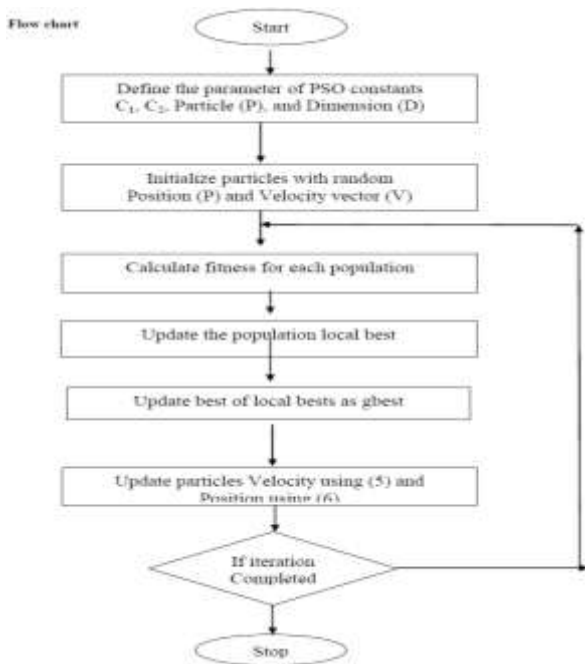 Flow chart
Start
Define the parameter of PSO constants
C₁, C₂, Particle (P), and Dimension (D)
Initialize particles with random
Position (P) and Velocity vector (V)
Calculate fitness for each population
Update the population local best
Update best of local bests as gbest
Update particles Velocity using (5) and
Position using (6)
If iteration
Completed
Stop